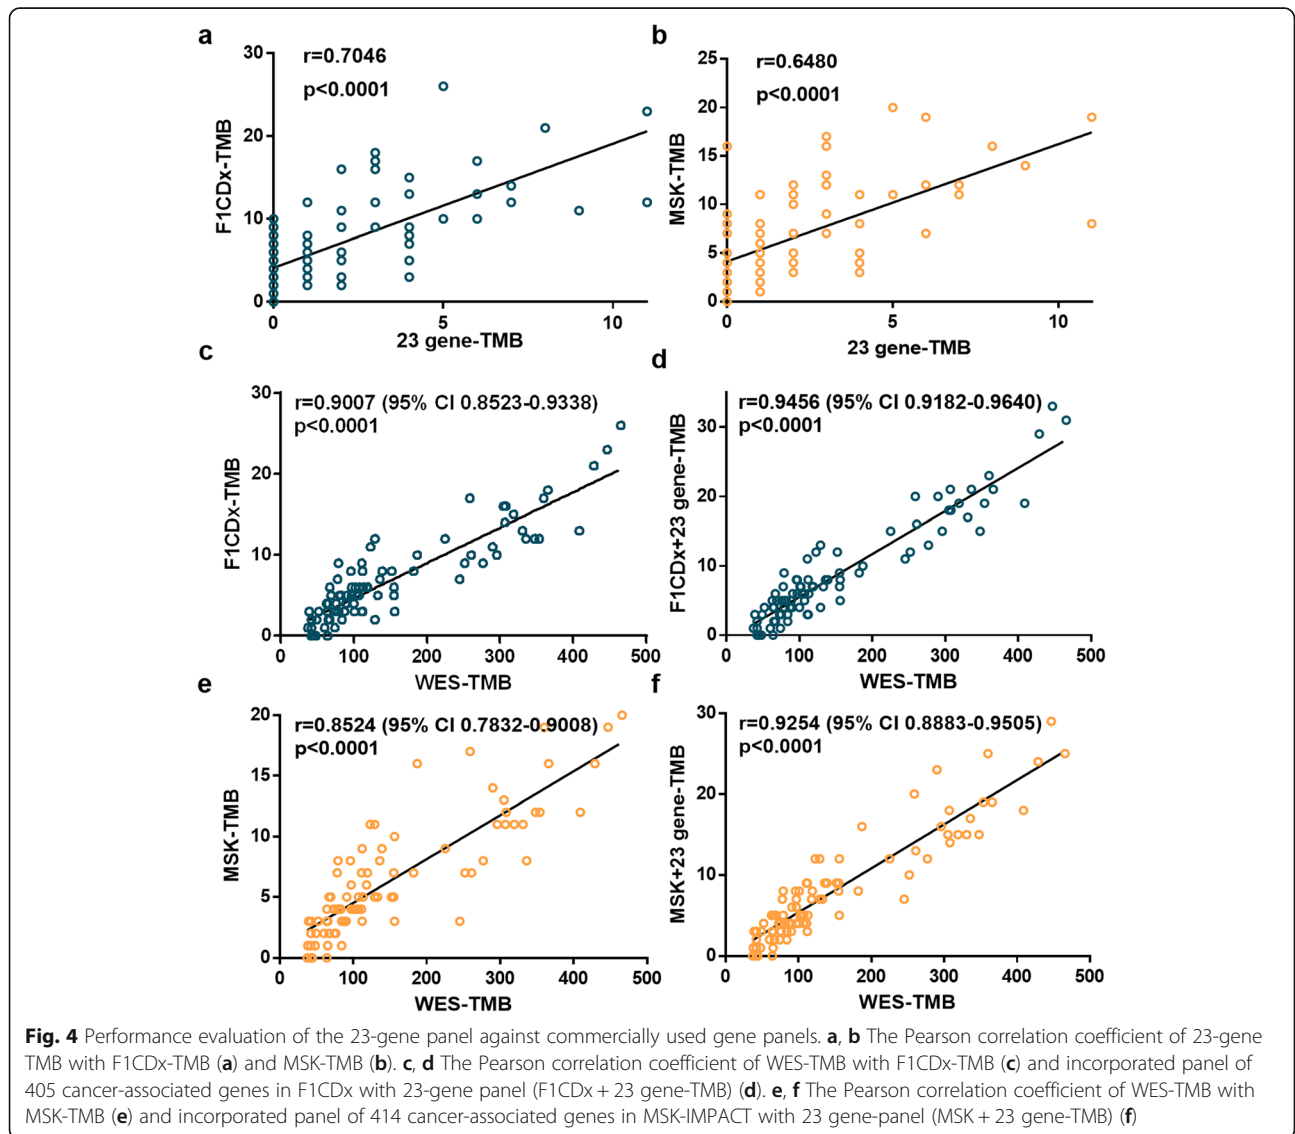 a
r=0.7046
p<0.0001
F1CDx-TMB
30
20
10
0
0 5 10
23 gene-TMB
b
r=0.6480
p<0.0001
MSK-TMB
25
20
15
10
5
0
0 5 10
23 gene-TMB
c
r=0.9007 (95% CI 0.8523-0.9338)
p<0.0001
F1CDx-TMB
30
20
10
0
0 100 200 300 400 500
WES-TMB
d
r=0.9456 (95% CI 0.9182-0.9640)
p<0.0001
F1CDx+23 gene-TMB
30
20
10
0
0 100 200 300 400 500
WES-TMB
e
r=0.8524 (95% CI 0.7832-0.9008)
p<0.0001
MSK-TMB
20
15
10
5
0
0 100 200 300 400 500
WES-TMB
f
r=0.9254 (95% CI 0.8883-0.9505)
p<0.0001
MSK+23 gene-TMB
30
20
10
0
0 100 200 300 400 500
WES-TMB
Fig. 4 Performance evaluation of the 23-gene panel against commercially used gene panels. a, b The Pearson correlation coefficient of 23-gene
TMB with F1CDx-TMB (a) and MSK-TMB (b). c, d The Pearson correlation coefficient of WES-TMB with F1CDx-TMB (c) and incorporated panel of
405 cancer-associated genes in F1CDx with 23-gene panel (F1CDx + 23 gene-TMB) (d). e, f The Pearson correlation coefficient of WES-TMB with
MSK-TMB (e) and incorporated panel of 414 cancer-associated genes in MSK-IMPACT with 23 gene-panel (MSK + 23 gene-TMB) (f)